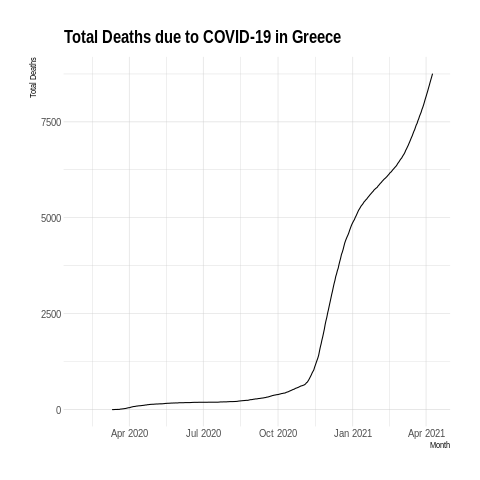 Total Deaths due to COVID-19 in Greece
Total Deaths
7500
5000
2500
0
Apr 2020 Jul 2020 Oct 2020 Jan 2021 Apr 2021
Month